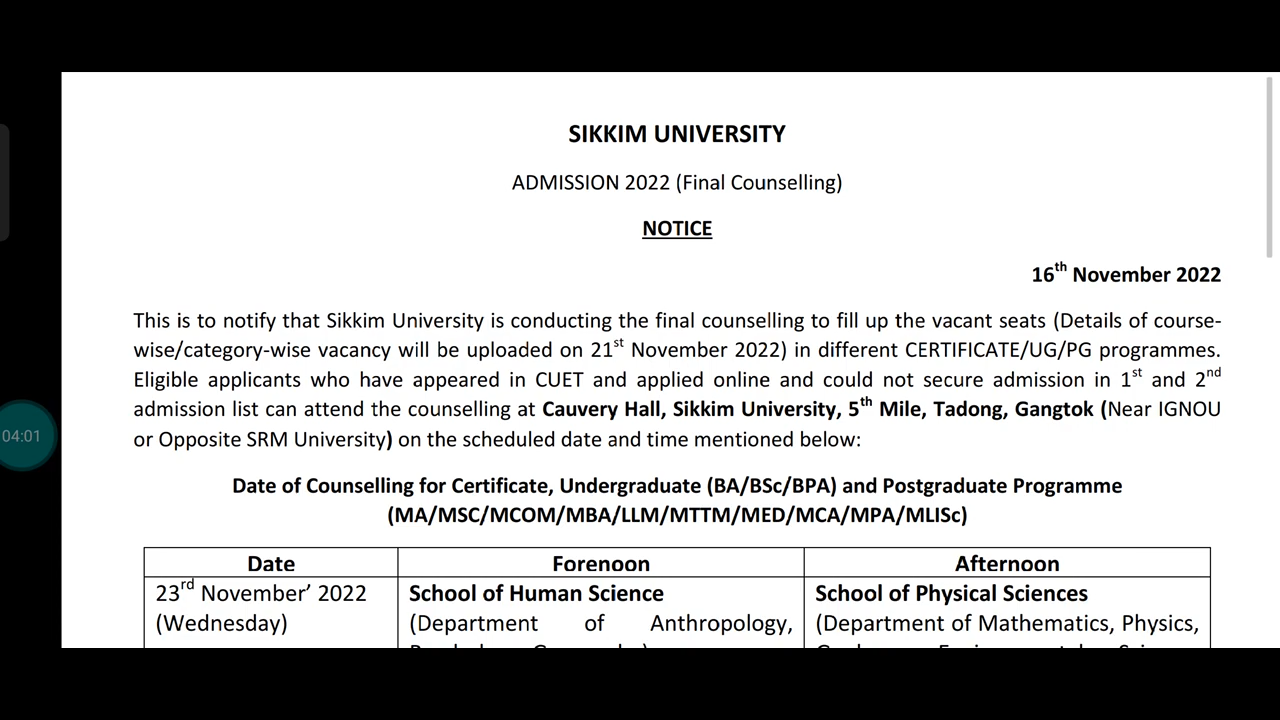 SIKKIM UNIVERSITY
ADMISSION 2022 (Final Counselling)
NOTICE
16th November 2022
This is to notify that Sikkim University is conducting the final counselling to fill up the vacant seats (Details of course-
wise/category-wise vacancy will be uploaded on 21st November 2022) in different CERTIFICATE/UG/PG programmes.
Eligible applicants who have appeared in CUET and applied online and could not secure admission in 1st and 2nd
admission list can attend the counselling at Cauvery Hall, Sikkim University, 5th Mile, Tadong, Gangtok (Near IGNOU
or Opposite SRM University) on the scheduled date and time mentioned below:
04:01
Date of Counselling for Certificate, Undergraduate (BA/BSc/BPA) and Postgraduate Programme
(MA/MSC/MCOM/MBA/LLM/MTTM/MED/MCA/MPA/MLISc)
Date Forenoon Afternoon
23rd November’ 2022 School of Human Science School of Physical Sciences
(Wednesday) (Department of Anthropology, (Department of Mathematics, Physics,